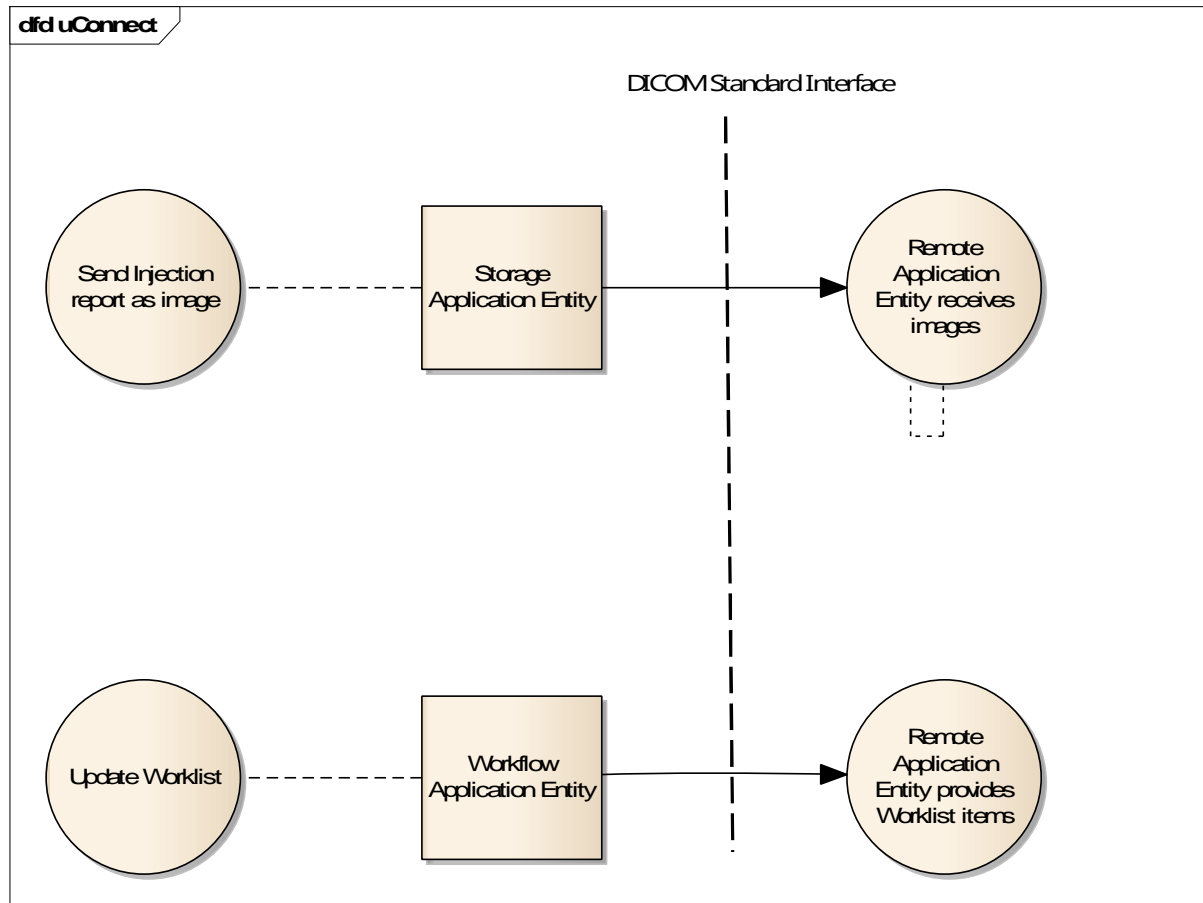 dfd uConnect
DICOM Standard Interface
Send Injection
report as image
Storage
Application Entity
Remote
Application
Entity receives
images
Update Worklist
Workflow
Application Entity
Remote
Application
Entity provides
Worklist items